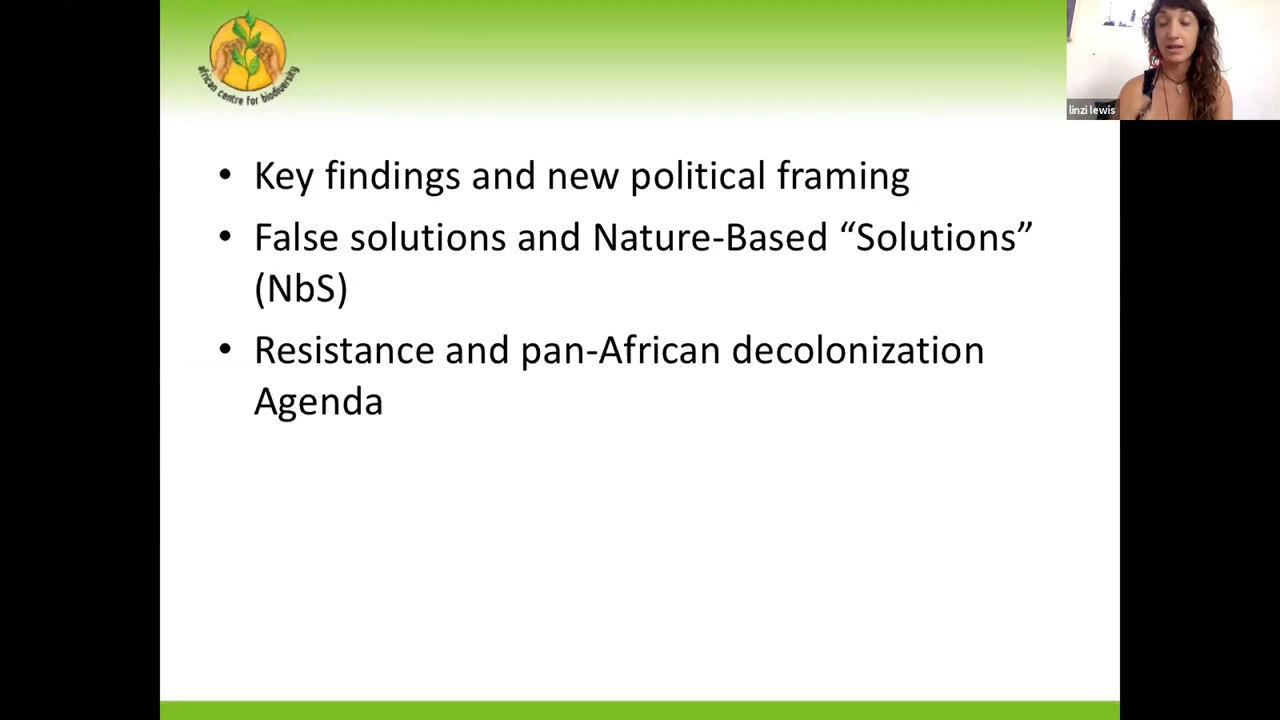 african centre for biodiversity
linzi lewis
• Key findings and new political framing
• False solutions and Nature-Based “Solutions”
(NbS)
• Resistance and pan-African decolonization
Agenda